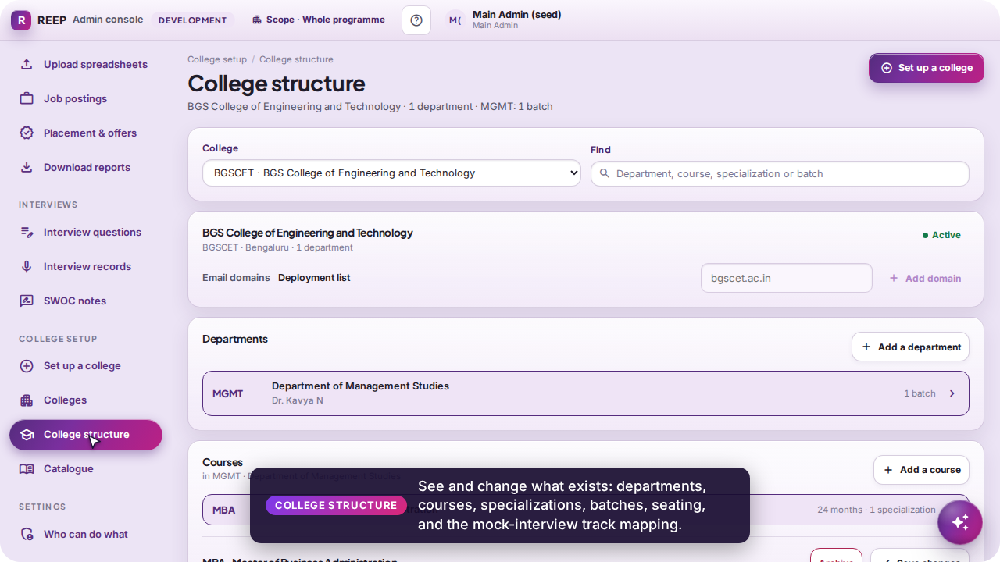 R REEP Admin console DEVELOPMENT Scope · Whole programme M( Main Admin (seed)
Main Admin
Upload spreadsheets
Job postings
Placement & offers
Download reports
INTERVIEWS
Interview questions
Interview records
SWOC notes
COLLEGE SETUP
Set up a college
Colleges
College structure
Catalogue
SETTINGS
Who can do what
College setup / College structure
College structure
BGS College of Engineering and Technology · 1 department · MGMT: 1 batch
Set up a college
College
BGSCET · BGS College of Engineering and Technology
Find
Department, course, specialization or batch
BGS College of Engineering and Technology
BGSCET · Bengaluru · 1 department
Active
Email domains Deployment list
bgscet.ac.in
Add domain
Departments
Add a department
MGMT
Department of Management Studies
Dr. Kavya N
1 batch
Courses
in MGMT · Department of Management Studies
Add a course
MBA
24 months · 1 specialization
COLLEGE STRUCTURE
See and change what exists: departments,
courses, specializations, batches, seating,
and the mock-interview track mapping.
MBA · Master of Business Administration
Archive
Save changes